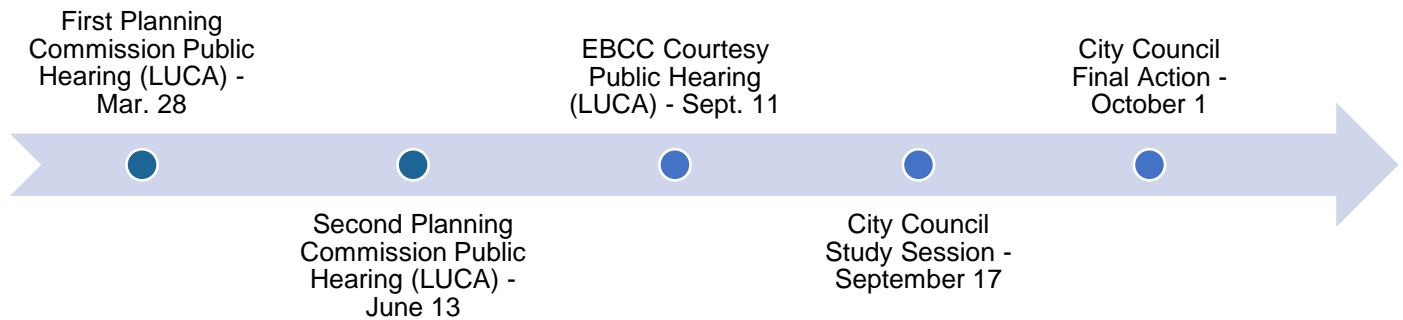 First Planning
Commission Public
Hearing (LUCA) -
Mar. 28
Second Planning
Commission Public
Hearing (LUCA) -
June 13
EBCC Courtesy
Public Hearing
(LUCA) - Sept. 11
City Council
Study Session -
September 17
City Council
Final Action -
October 1